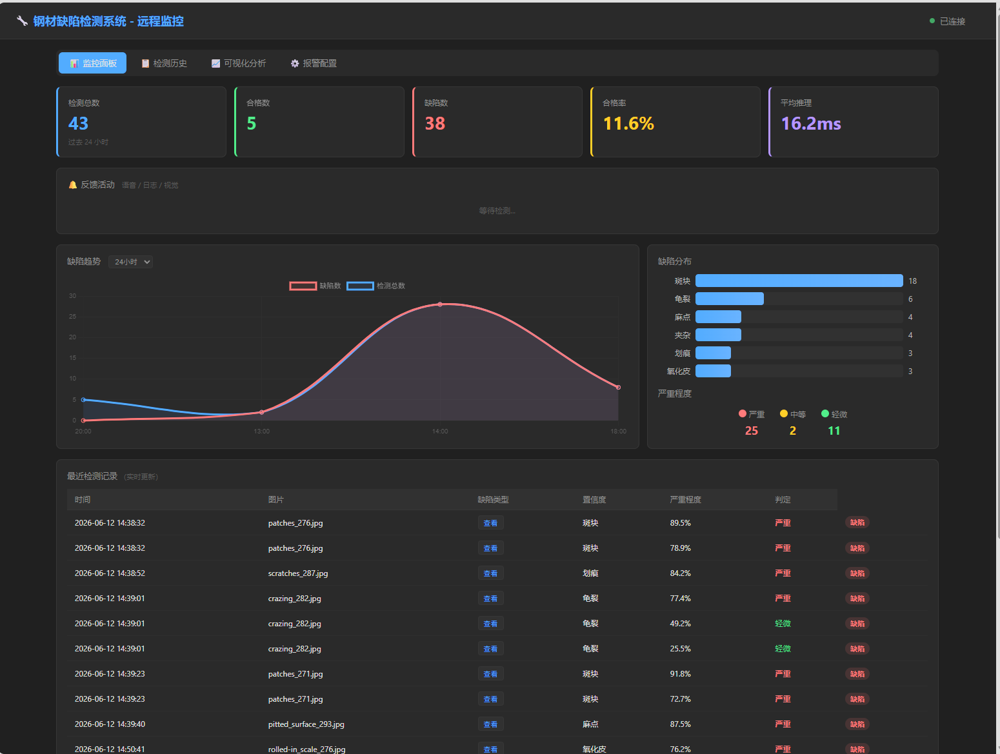 钢材缺陷检测系统 - 远程监控
已连接
监控面板 检测历史 可视化分析 报警配置
检测总数 合格数 缺陷数 合格率 平均推理
43 5 38 11.6% 16.2ms
过去 24 小时
反馈活动 语音 / 日志 / 视觉
等待检测...
缺陷趋势 24小时
缺陷数 检测总数
30
25
20
15
10
5
0
20:00 13:00 14:00 18:00
缺陷分布
斑块 18
龟裂 6
麻点 4
夹杂 4
划痕 3
氧化皮 3
严重程度
严重 中等 轻微
25 2 11
最近检测记录 (实时更新)
时间 图片 缺陷类型 置信度 严重程度 判定
2026-06-12 14:38:32 patches_276.jpg 查看 斑块 89.5% 严重 缺陷
2026-06-12 14:38:32 patches_276.jpg 查看 斑块 78.9% 严重 缺陷
2026-06-12 14:38:52 scratches_287.jpg 查看 划痕 84.2% 严重 缺陷
2026-06-12 14:39:01 crazing_282.jpg 查看 龟裂 77.4% 严重 缺陷
2026-06-12 14:39:01 crazing_282.jpg 查看 龟裂 49.2% 轻微 缺陷
2026-06-12 14:39:01 crazing_282.jpg 查看 龟裂 25.5% 轻微 缺陷
2026-06-12 14:39:23 patches_271.jpg 查看 斑块 91.8% 严重 缺陷
2026-06-12 14:39:23 patches_271.jpg 查看 斑块 72.7% 严重 缺陷
2026-06-12 14:39:40 pitted_surface_293.jpg 查看 麻点 87.5% 严重 缺陷
2026-06-12 14:50:41 rolled-in_scale_276.jpg 查看 氧化皮 76.2% 严重 缺陷